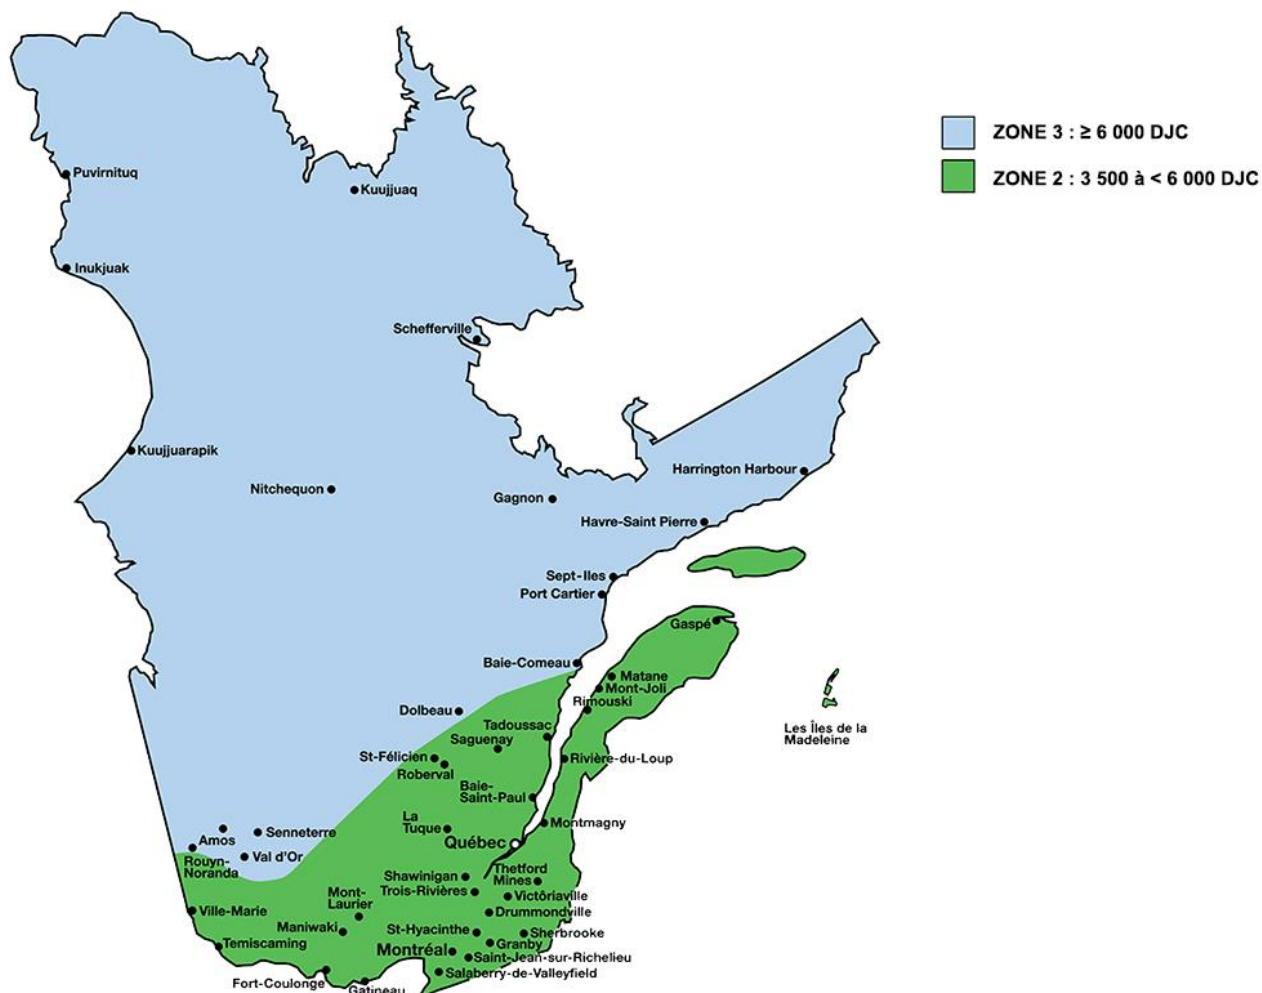 ZONE 3 : ≥ 6 000 DJC
ZONE 2 : 3 500 à < 6 000 DJC
Puvirnituq
Kuujjuaq
Inukjuak
Schefferville
Kuujjuarapik
Nitchequon
Gagnon
Harrington Harbour
Havre-Saint Pierre
Sept-Iles
Port Cartier
Gaspé
Baie-Comeau
Matane
Mont-Joli
Rimouski
Dolbeau
Tadoussac
Saguenay
Les Îles de la
Madeleine
St-Félicien
Roberval
Rivière-du-Loup
Baie-
Saint-Paul
La
Tuque
Montmagny
Québec
Amos
Senneterre
Rouyn-
Noranda
Val d'Or
Shawinigan
Thetford
Mines
Trois-Rivières
Victôriaville
Mont-
Laurier
Ville-Marie
Drummondville
Maniwaki
St-Hyacinthe
Sherbrooke
Temiscaming
Granby
Montréal
Saint-Jean-sur-Richelieu
Salaberry-de-Valleyfield
Fort-Coulonge
Gatineau